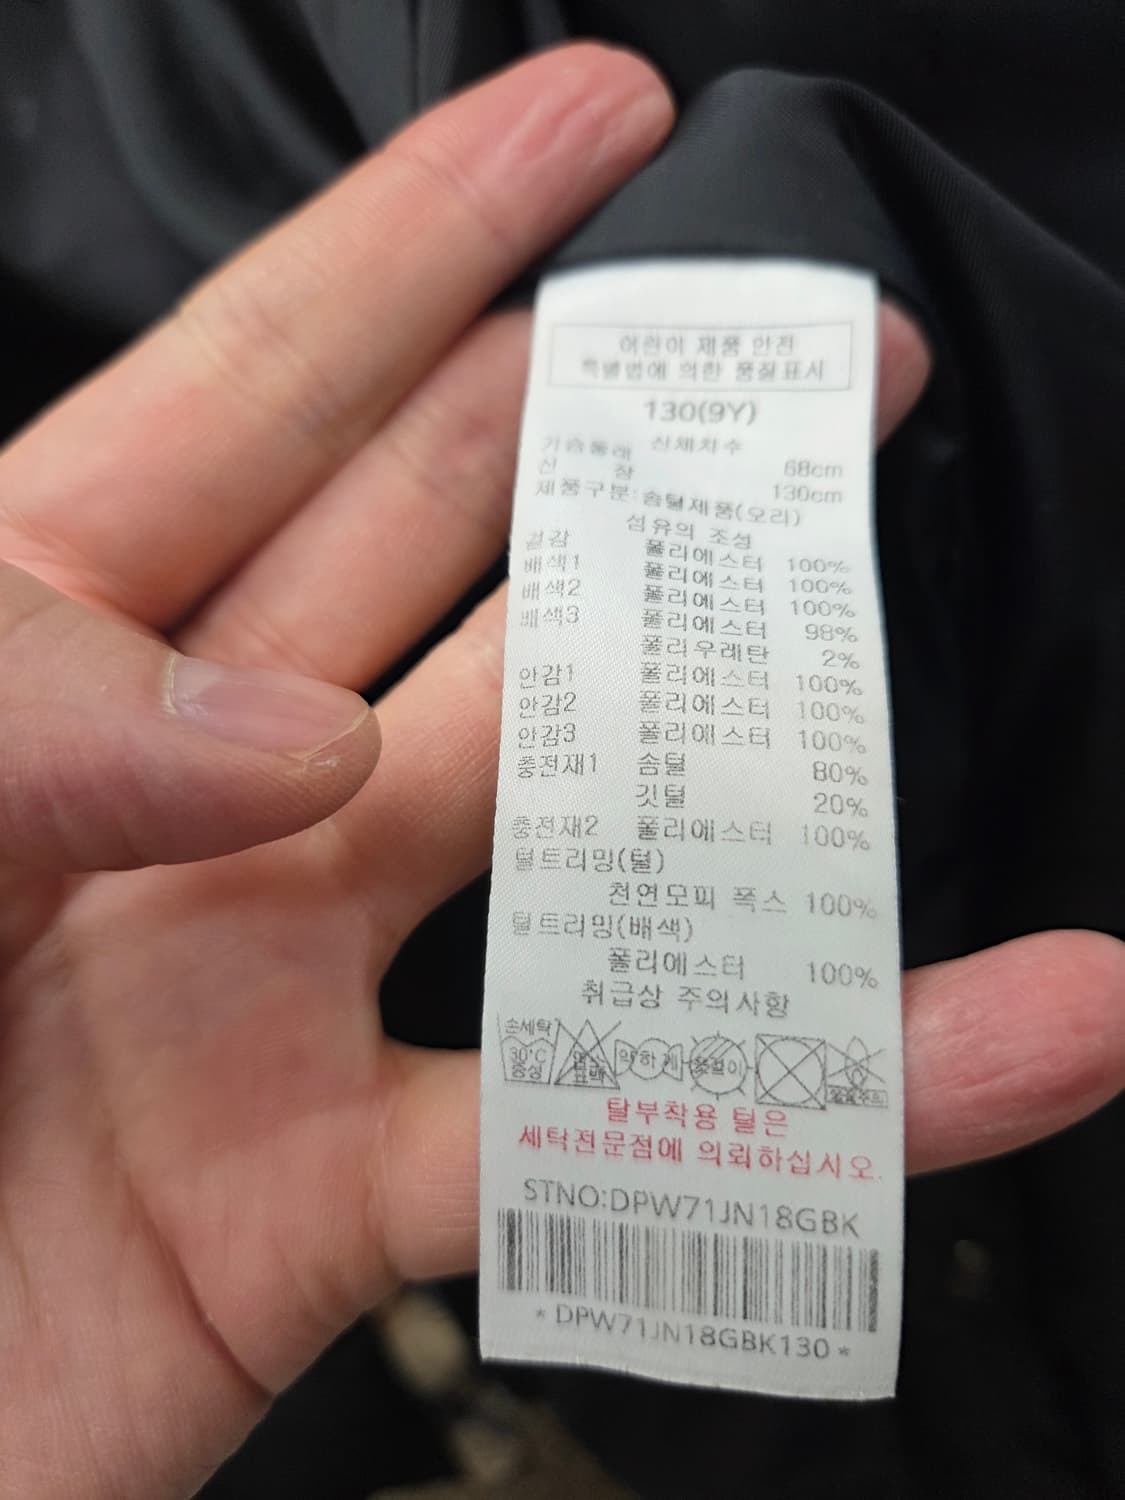 어린이 제품 안전
특별법에 의한 품질표시
130(9Y)
신체치수
가슴둘레 68cm
신 장 130cm
제품구분:솜털제품(오리)
섬유의 조성
겉감 폴리에스터 100%
배색1 폴리에스터 100%
배색2 폴리에스터 100%
배색3 폴리에스터 98%
폴리우레탄 2%
안감1 폴리에스터 100%
안감2 폴리에스터 100%
안감3 폴리에스터 100%
충전재1 솜털 80%
깃털 20%
충전재2 폴리에스터 100%
털트리밍(털)
천연모피 폭스 100%
털트리밍(배색)
폴리에스터 100%
취급상 주의사항
손세탁
30°C
중성
염소
표백
약하게
옷걸이
탈부착용 털은
세탁전문점에 의뢰하십시오.
STNO:DPW71JN18GBK
* DPW71JN18GBK130 *